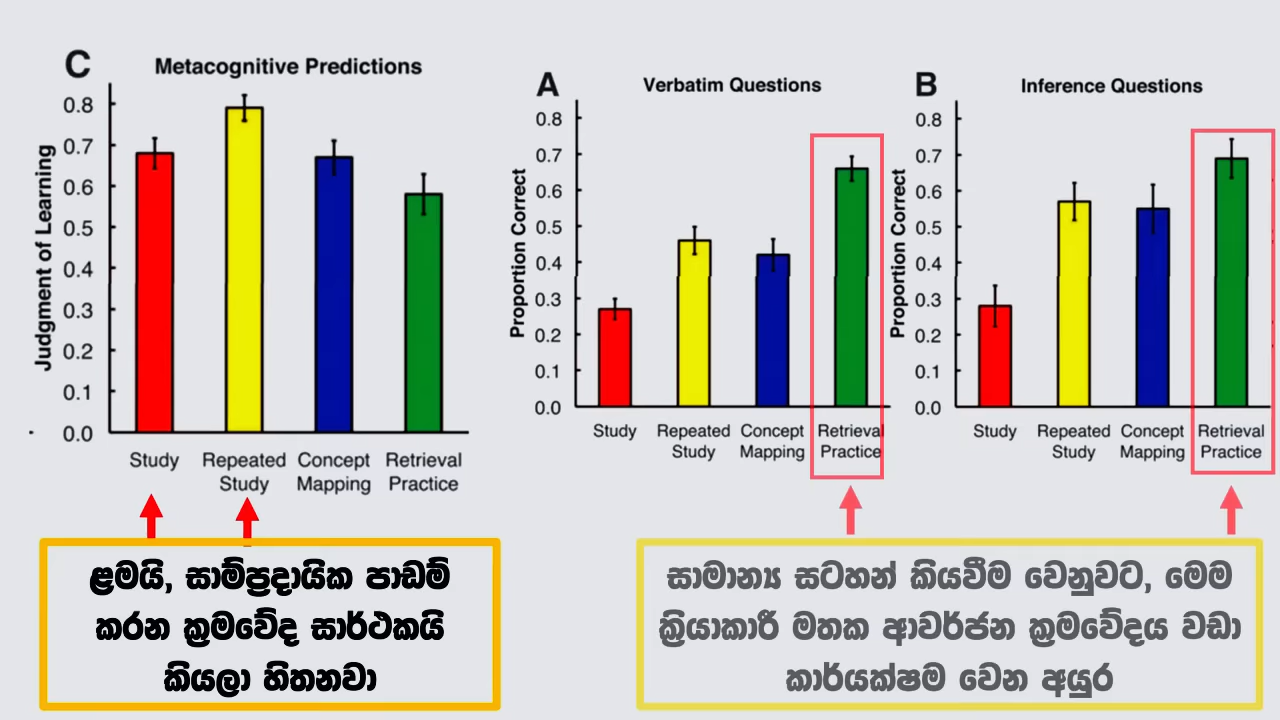 C Metacognitive Predictions
Judgment of Learning
0.8
0.7
0.6
0.5
0.4
0.3
0.2
0.1
0.0
Study
Repeated Study
Concept Mapping
Retrieval Practice
A Verbatim Questions
Proportion Correct
0.8
0.7
0.6
0.5
0.4
0.3
0.2
0.1
0.0
Study
Repeated Study
Concept Mapping
Retrieval Practice
B Inference Questions
Proportion Correct
0.8
0.7
0.6
0.5
0.4
0.3
0.2
0.1
0.0
Study
Repeated Study
Concept Mapping
Retrieval Practice
ළමයි, සාම්ප්‍රදායික පාඩම්
කරන ක්‍රමවේද සාර්ථකයි
කියලා හිතනවා
සාමාන්‍ය සටහන් කියවීම වෙනුවට, මෙම
ක්‍රියාකාරී මතක ආවර්ජන ක්‍රමවේදය වඩා
කාර්යක්ෂම වෙන අයුර